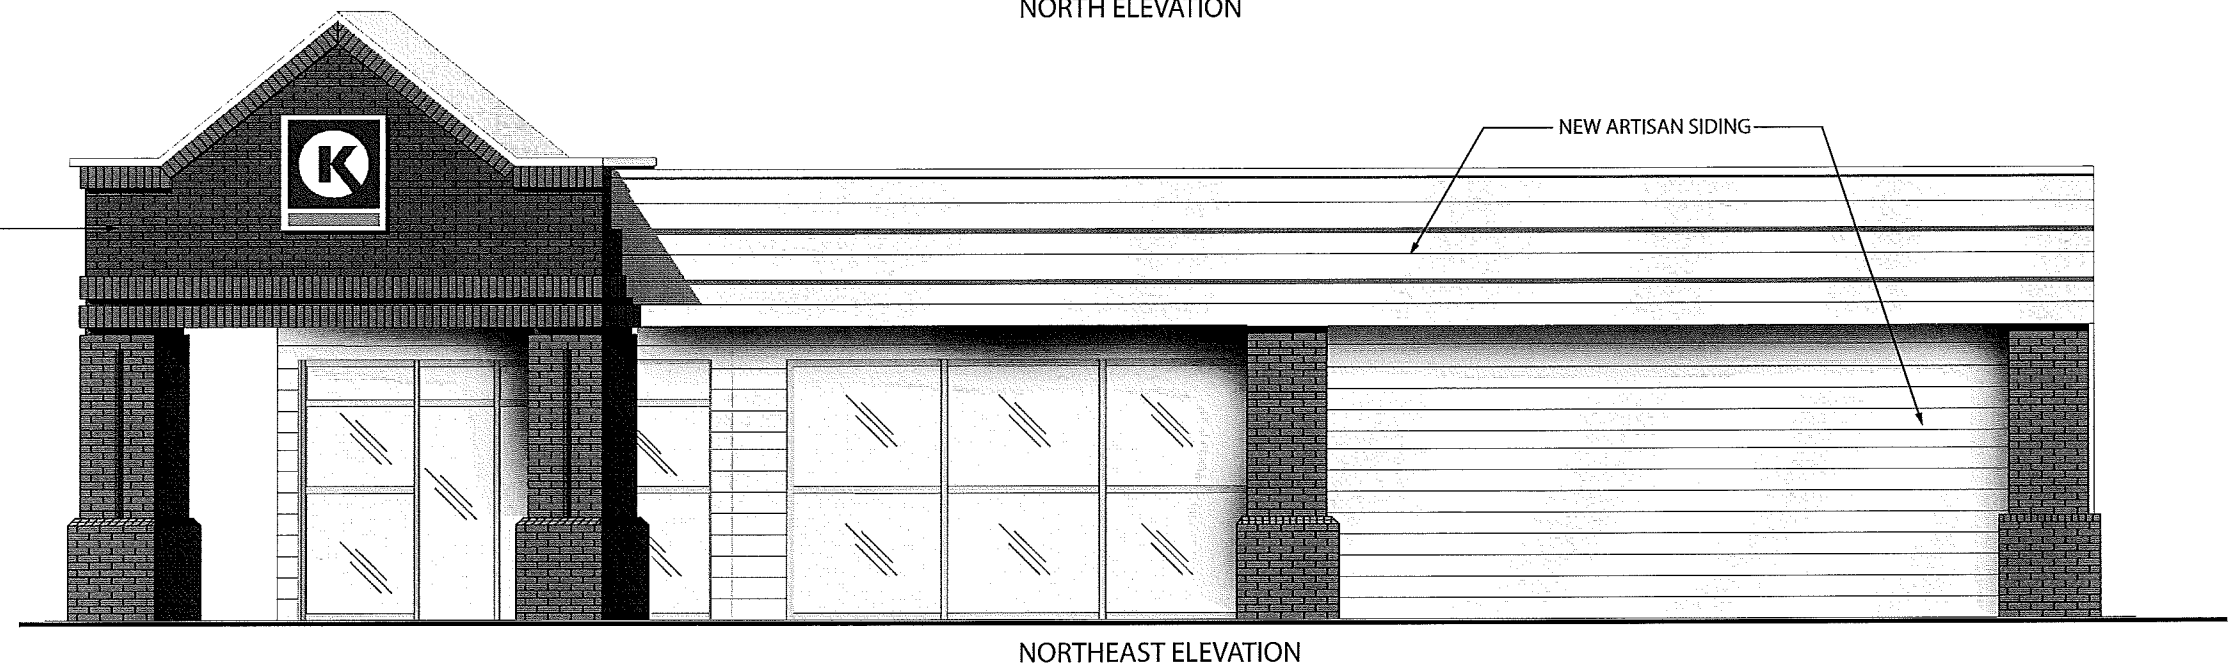 NORTH ELEVATION
NEW ARTISAN SIDING
K
NORTHEAST ELEVATION